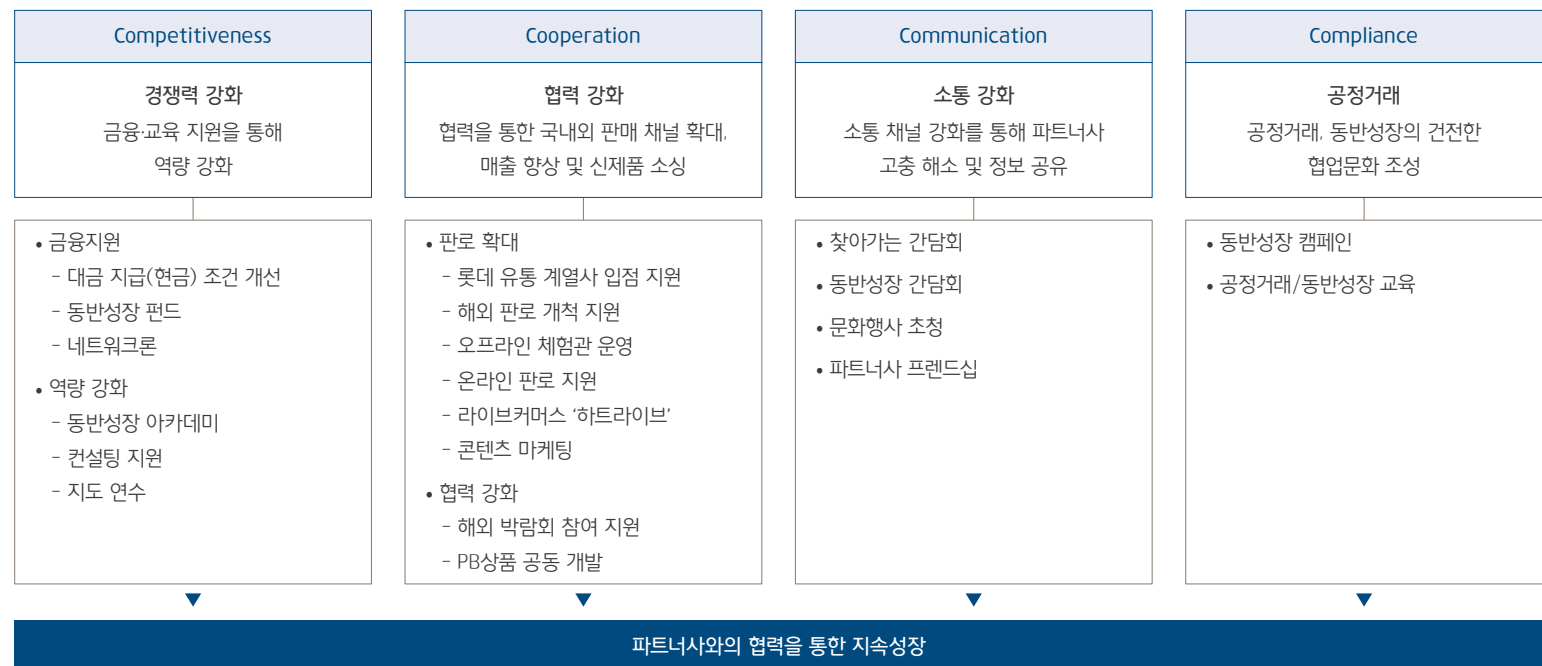 Competitiveness
경쟁력 강화
금융·교육 지원을 통해
역량 강화
• 금융지원
- 대금 지급(현금) 조건 개선
- 동반성장 펀드
- 네트워크론
• 역량 강화
- 동반성장 아카데미
- 컨설팅 지원
- 지도 연수
Cooperation
협력 강화
협력을 통한 국내외 판매 채널 확대,
매출 향상 및 신제품 소싱
• 판로 확대
- 롯데 유통 계열사 입점 지원
- 해외 판로 개척 지원
- 오프라인 체험관 운영
- 온라인 판로 지원
- 라이브커머스 ‘하트라이브’
- 콘텐츠 마케팅
• 협력 강화
- 해외 박람회 참여 지원
- PB상품 공동 개발
Communication
소통 강화
소통 채널 강화를 통해 파트너사
고충 해소 및 정보 공유
• 찾아가는 간담회
• 동반성장 간담회
• 문화행사 초청
• 파트너사 프렌드십
Compliance
공정거래
공정거래, 동반성장의 건전한
협업문화 조성
• 동반성장 캠페인
• 공정거래/동반성장 교육
파트너사와의 협력을 통한 지속성장